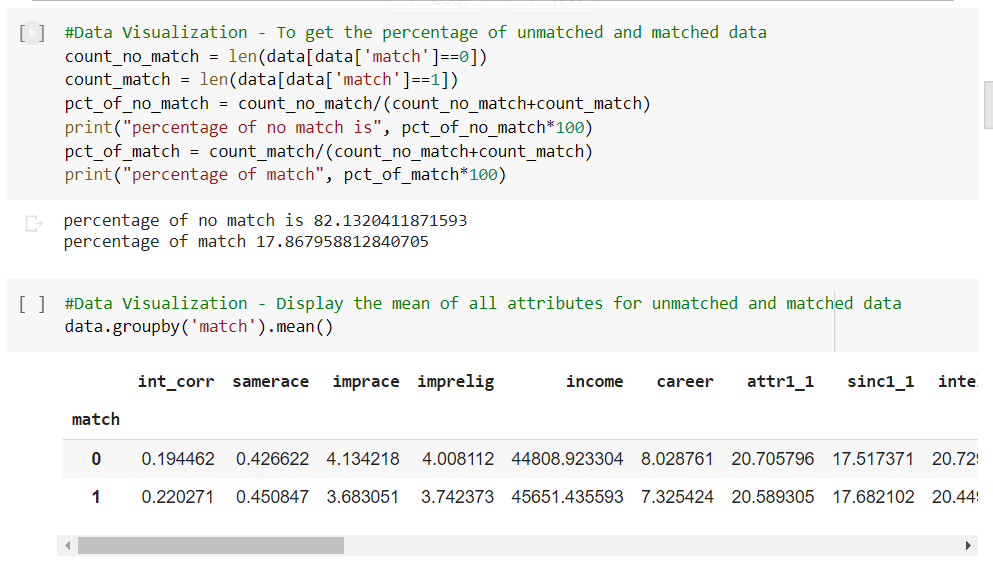 [ ] #Data Visualization - To get the percentage of unmatched and matched data
count_no_match = len(data[data['match']==0])
count_match = len(data[data['match']==1])
pct_of_no_match = count_no_match/(count_no_match+count_match)
print("percentage of no match is", pct_of_no_match*100)
pct_of_match = count_match/(count_no_match+count_match)
print("percentage of match", pct_of_match*100)
percentage of no match is 82.1320411871593
percentage of match 17.867958812840705
[ ] #Data Visualization - Display the mean of all attributes for unmatched and matched data
data.groupby('match').mean()
int_corr samerace imprace imprelig income career attr1_1 sinc1_1 inte
match
0 0.194462 0.426622 4.134218 4.008112 44808.923304 8.028761 20.705796 17.517371 20.729
1 0.220271 0.450847 3.683051 3.742373 45651.435593 7.325424 20.589305 17.682102 20.449